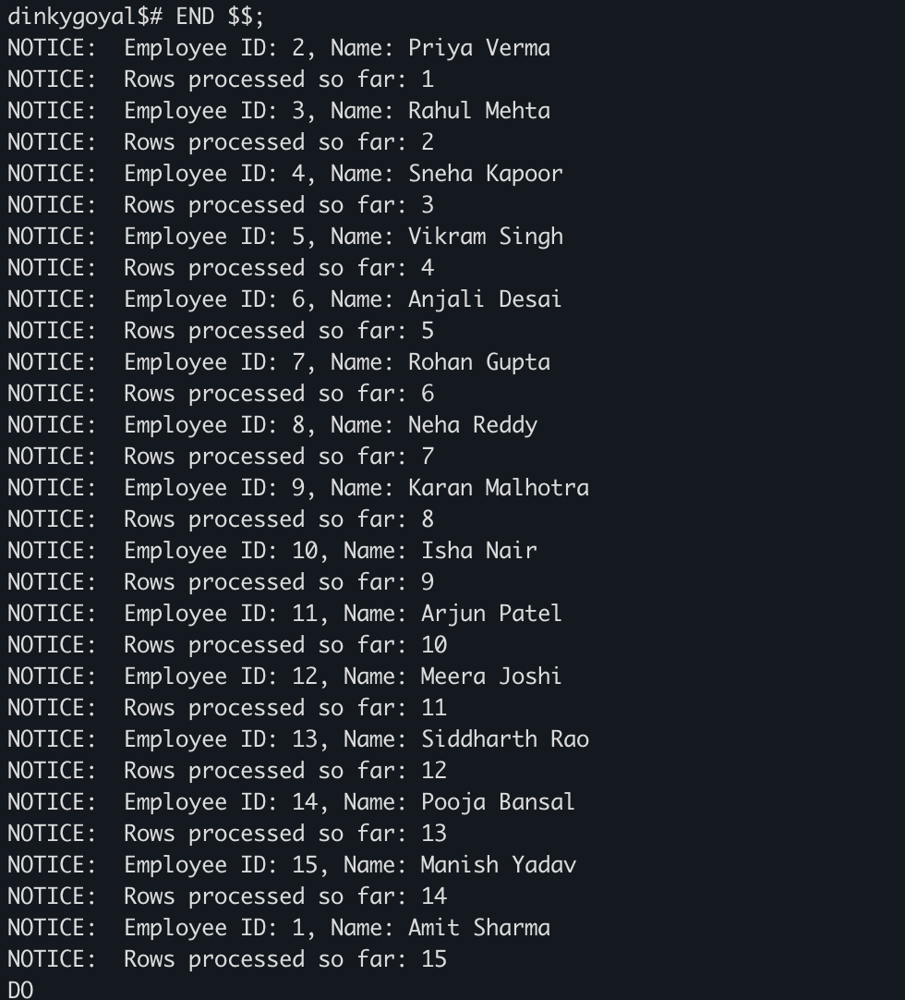 dinkygoyal$# END $$;
NOTICE:  Employee ID: 2, Name: Priya Verma
NOTICE:  Rows processed so far: 1
NOTICE:  Employee ID: 3, Name: Rahul Mehta
NOTICE:  Rows processed so far: 2
NOTICE:  Employee ID: 4, Name: Sneha Kapoor
NOTICE:  Rows processed so far: 3
NOTICE:  Employee ID: 5, Name: Vikram Singh
NOTICE:  Rows processed so far: 4
NOTICE:  Employee ID: 6, Name: Anjali Desai
NOTICE:  Rows processed so far: 5
NOTICE:  Employee ID: 7, Name: Rohan Gupta
NOTICE:  Rows processed so far: 6
NOTICE:  Employee ID: 8, Name: Neha Reddy
NOTICE:  Rows processed so far: 7
NOTICE:  Employee ID: 9, Name: Karan Malhotra
NOTICE:  Rows processed so far: 8
NOTICE:  Employee ID: 10, Name: Isha Nair
NOTICE:  Rows processed so far: 9
NOTICE:  Employee ID: 11, Name: Arjun Patel
NOTICE:  Rows processed so far: 10
NOTICE:  Employee ID: 12, Name: Meera Joshi
NOTICE:  Rows processed so far: 11
NOTICE:  Employee ID: 13, Name: Siddharth Rao
NOTICE:  Rows processed so far: 12
NOTICE:  Employee ID: 14, Name: Pooja Bansal
NOTICE:  Rows processed so far: 13
NOTICE:  Employee ID: 15, Name: Manish Yadav
NOTICE:  Rows processed so far: 14
NOTICE:  Employee ID: 1, Name: Amit Sharma
NOTICE:  Rows processed so far: 15
DO